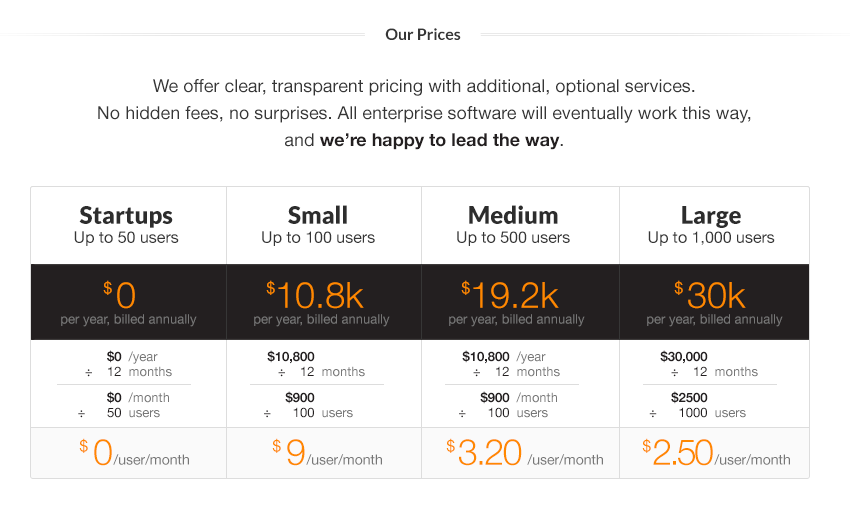 Our Prices
We offer clear, transparent pricing with additional, optional services.
No hidden fees, no surprises. All enterprise software will eventually work this way,
and we're happy to lead the way.
Startups
Up to 50 users
$0
per year, billed annually
$0 /year
÷ 12 months
$0 /month
÷ 50 users
$0/user/month
Small
Up to 100 users
$10.8k
per year, billed annually
$10,800
÷ 12 months
$900
÷ 100 users
$9/user/month
Medium
Up to 500 users
$19.2k
per year, billed annually
$10,800 /year
÷ 12 months
$900 /month
÷ 100 users
$3.20 /user/month
Large
Up to 1,000 users
$30k
per year, billed annually
$30,000
÷ 12 months
$2500
÷ 1000 users
$2.50/user/month